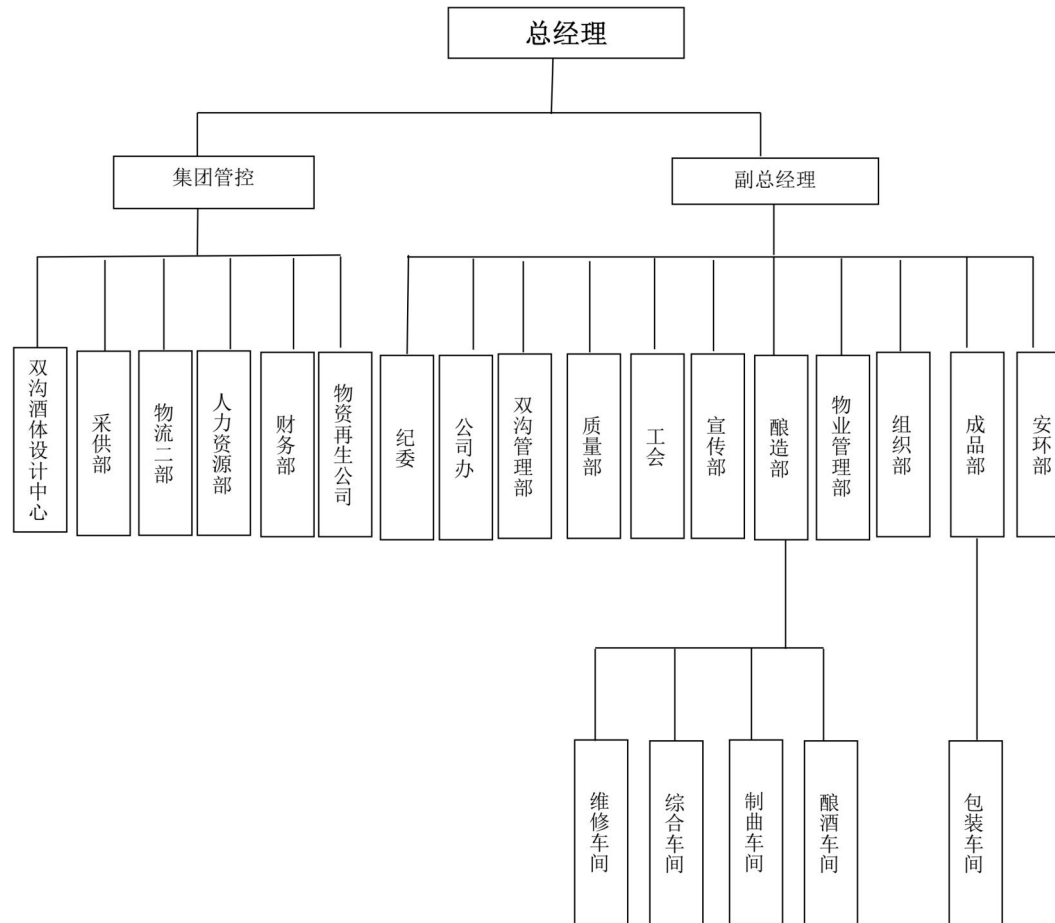 总经理
集团管控
副总经理
双沟酒体设计中心
采供部
物流二部
人力资源部
财务部
物资再生公司
纪委
公司办
双沟管理部
质量部
工会
宣传部
酿造部
物业管理部
组织部
成品部
安环部
维修车间
综合车间
制曲车间
酿酒车间
包装车间